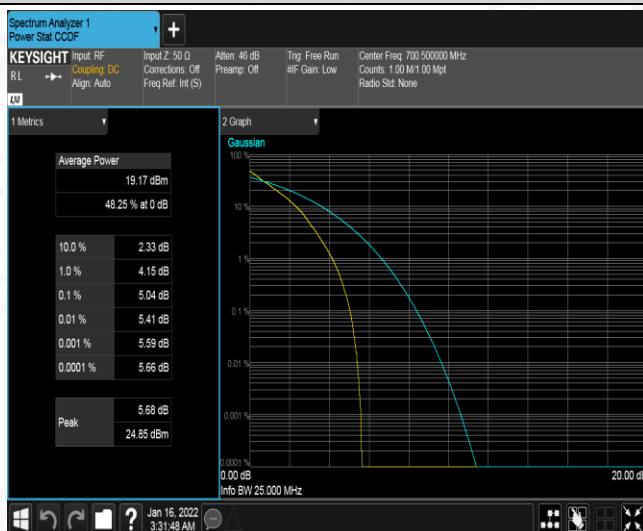 Spectrum Analyzer 1
Power Stat CCDF
+
KEYSIGHT
RL
LXI
Input: RF
Coupling: DC
Align: Auto
Input Z: 50 Ω
Corrections: Off
Freq Ref: Int (S)
Atten: 46 dB
Preamp: Off
Trig: Free Run
#IF Gain: Low
Center Freq: 700.500000 MHz
Counts: 1.00 M/1.00 Mpt
Radio Std: None
1 Metrics
Average Power
19.17 dBm
48.25 % at 0 dB
10.0 % 2.33 dB
1.0 % 4.15 dB
0.1 % 5.04 dB
0.01 % 5.41 dB
0.001 % 5.59 dB
0.0001 % 5.66 dB
Peak
5.68 dB
24.85 dBm
2 Graph
Gaussian
100 %
10 %
1 %
0.1 %
0.01 %
0.001 %
0.0001 %
0.00 dB
20.00 dB
Info BW 25.000 MHz
?
Jan 16, 2022
3:31:48 AM